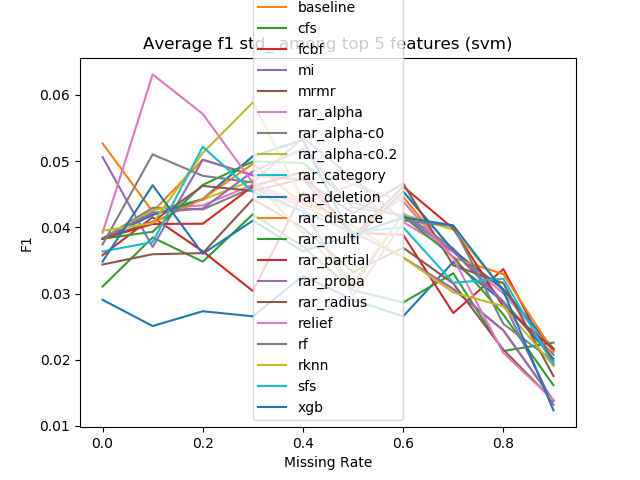 Average f1 std_ among top 5 features (svm)
baseline
cfs
fcbf
mi
mrmr
rar_alpha
rar_alpha-c0
rar_alpha-c0.2
rar_category
rar_deletion
rar_distance
rar_multi
rar_partial
rar_proba
rar_radius
relief
rf
rknn
sfs
xgb
F1
0.06
0.05
0.04
0.03
0.02
0.01
0.0
0.2
0.4
0.6
0.8
Missing Rate